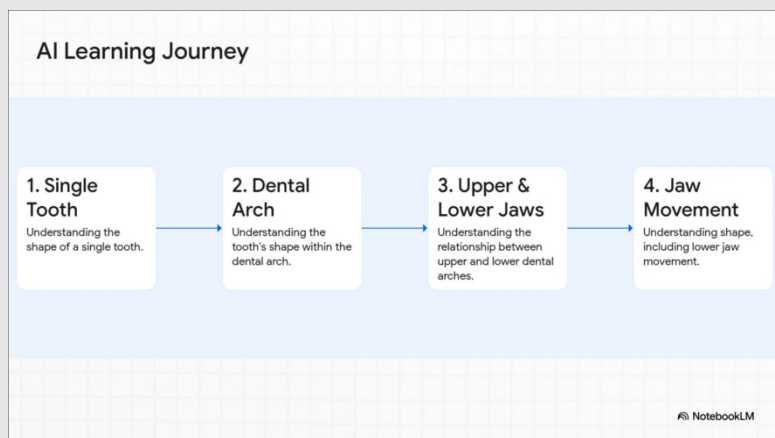 AI Learning Journey
1. Single
Tooth
Understanding the
shape of a single tooth.
2. Dental
Arch
Understanding the
tooth's shape within the
dental arch.
3. Upper &
Lower Jaws
Understanding the
relationship between
upper and lower dental
arches.
4. Jaw
Movement
Understanding shape,
including lower jaw
movement.
NotebookLM